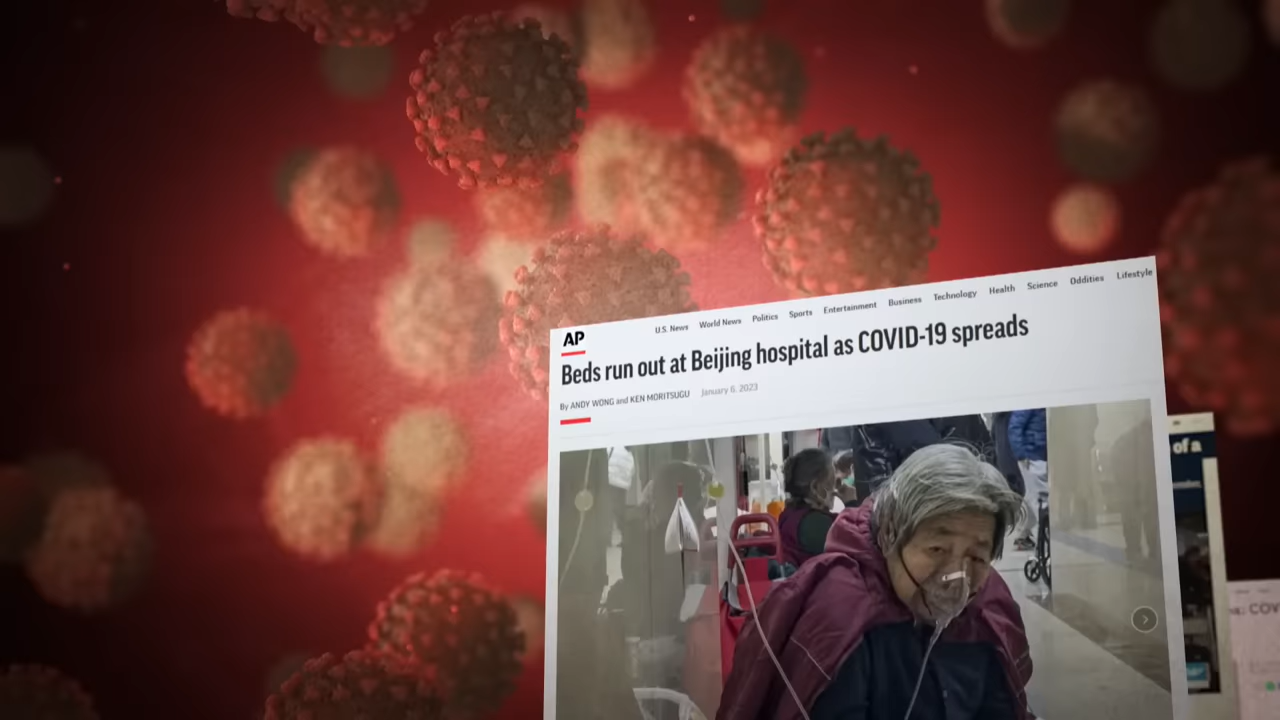 AP
U.S. News World News Politics Sports Entertainment Business Technology Health Science Oddities Lifestyle
Beds run out at Beijing hospital as COVID-19 spreads
By ANDY WONG and KEN MORITSUGU January 6, 2023
of a